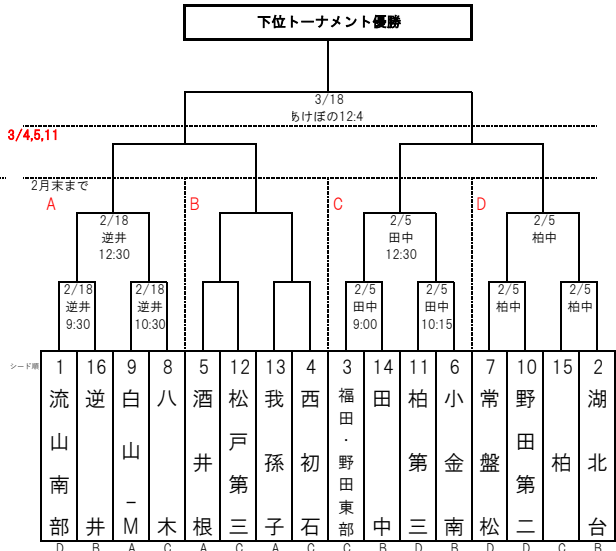 下位トーナメント優勝
3/18
あけぼの12:4
3/4,5,11
2月末まで
A B C D
2/18
逆井
12:30
2/5
田中
12:30
2/5
柏中
2/18
逆井
9:30
2/18
逆井
10:30
2/5
田中
9:00
2/5
田中
10:15
2/5
柏中
2/5
柏中
シード順 1 16 9 8 5 12 13 4 3 14 11 6 7 10 15 2
流山南部
逆井
白山-M
八木
酒井根
松戸第三
我孫子
西初石
福田・野田東部
田中
柏第三
小金南
常盤松
野田第二
柏
湖北台
D B A C A C A C C B D B D D C B